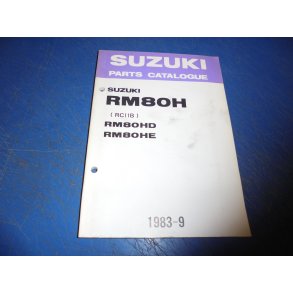 SUZUKI
PARTS CATALOGUE
SUZUKI
RM80H
(RC11B)
RM80HD
RM80HE
1983-9